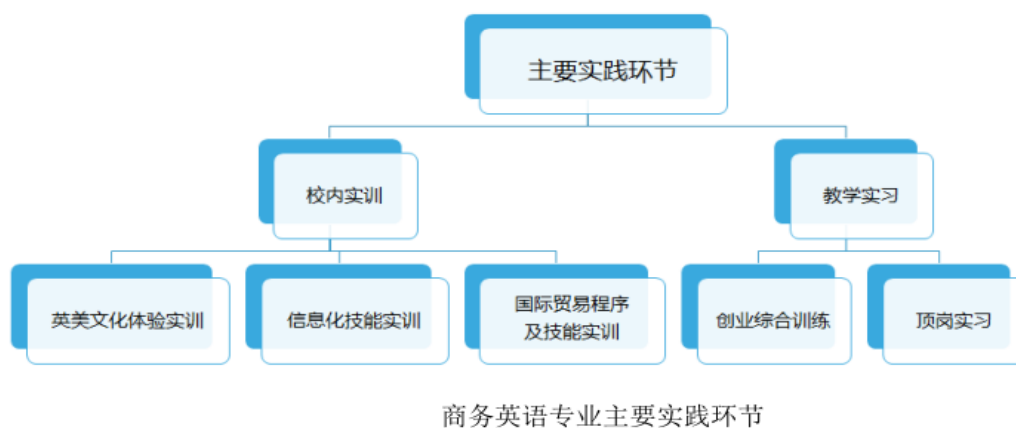 主要实践环节
校内实训
教学实习
英美文化体验实训
信息化技能实训
国际贸易程序
及技能实训
创业综合训练
顶岗实习
商务英语专业主要实践环节